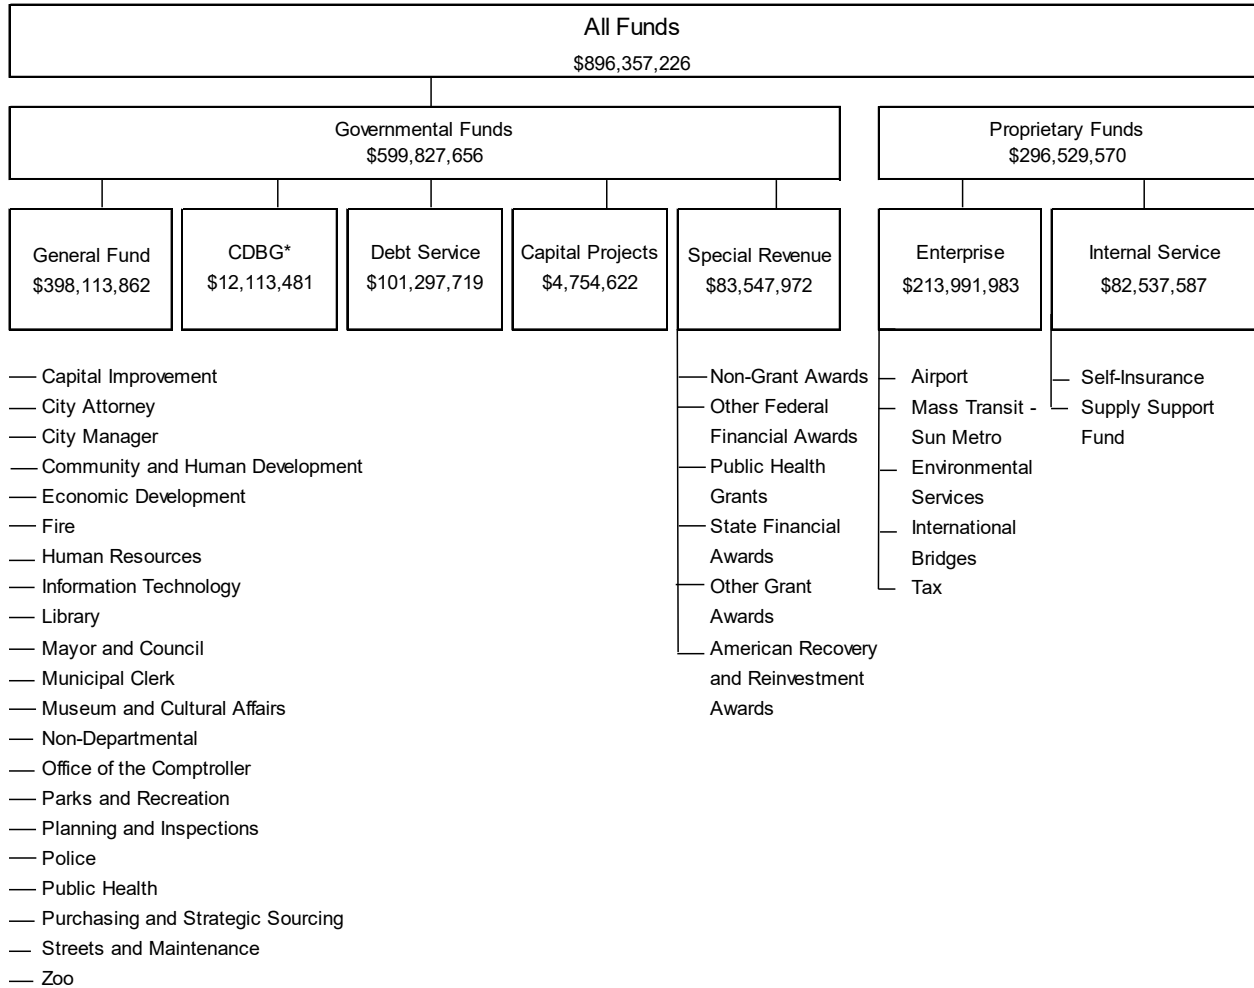 All Funds
$896,357,226
Governmental Funds
$599,827,656
Proprietary Funds
$296,529,570
General Fund
$398,113,862
CDBG*
$12,113,481
Debt Service
$101,297,719
Capital Projects
$4,754,622
Special Revenue
$83,547,972
Enterprise
$213,991,983
Internal Service
$82,537,587
Capital Improvement
City Attorney
City Manager
Community and Human Development
Economic Development
Fire
Human Resources
Information Technology
Library
Mayor and Council
Municipal Clerk
Museum and Cultural Affairs
Non-Departmental
Office of the Comptroller
Parks and Recreation
Planning and Inspections
Police
Public Health
Purchasing and Strategic Sourcing
Streets and Maintenance
Zoo
Non-Grant Awards
Other Federal
Financial Awards
Public Health
Grants
State Financial
Awards
Other Grant
Awards
American Recovery
and Reinvestment
Awards
Airport
Mass Transit -
Sun Metro
Environmental
Services
International
Bridges
Tax
Self-Insurance
Supply Support
Fund